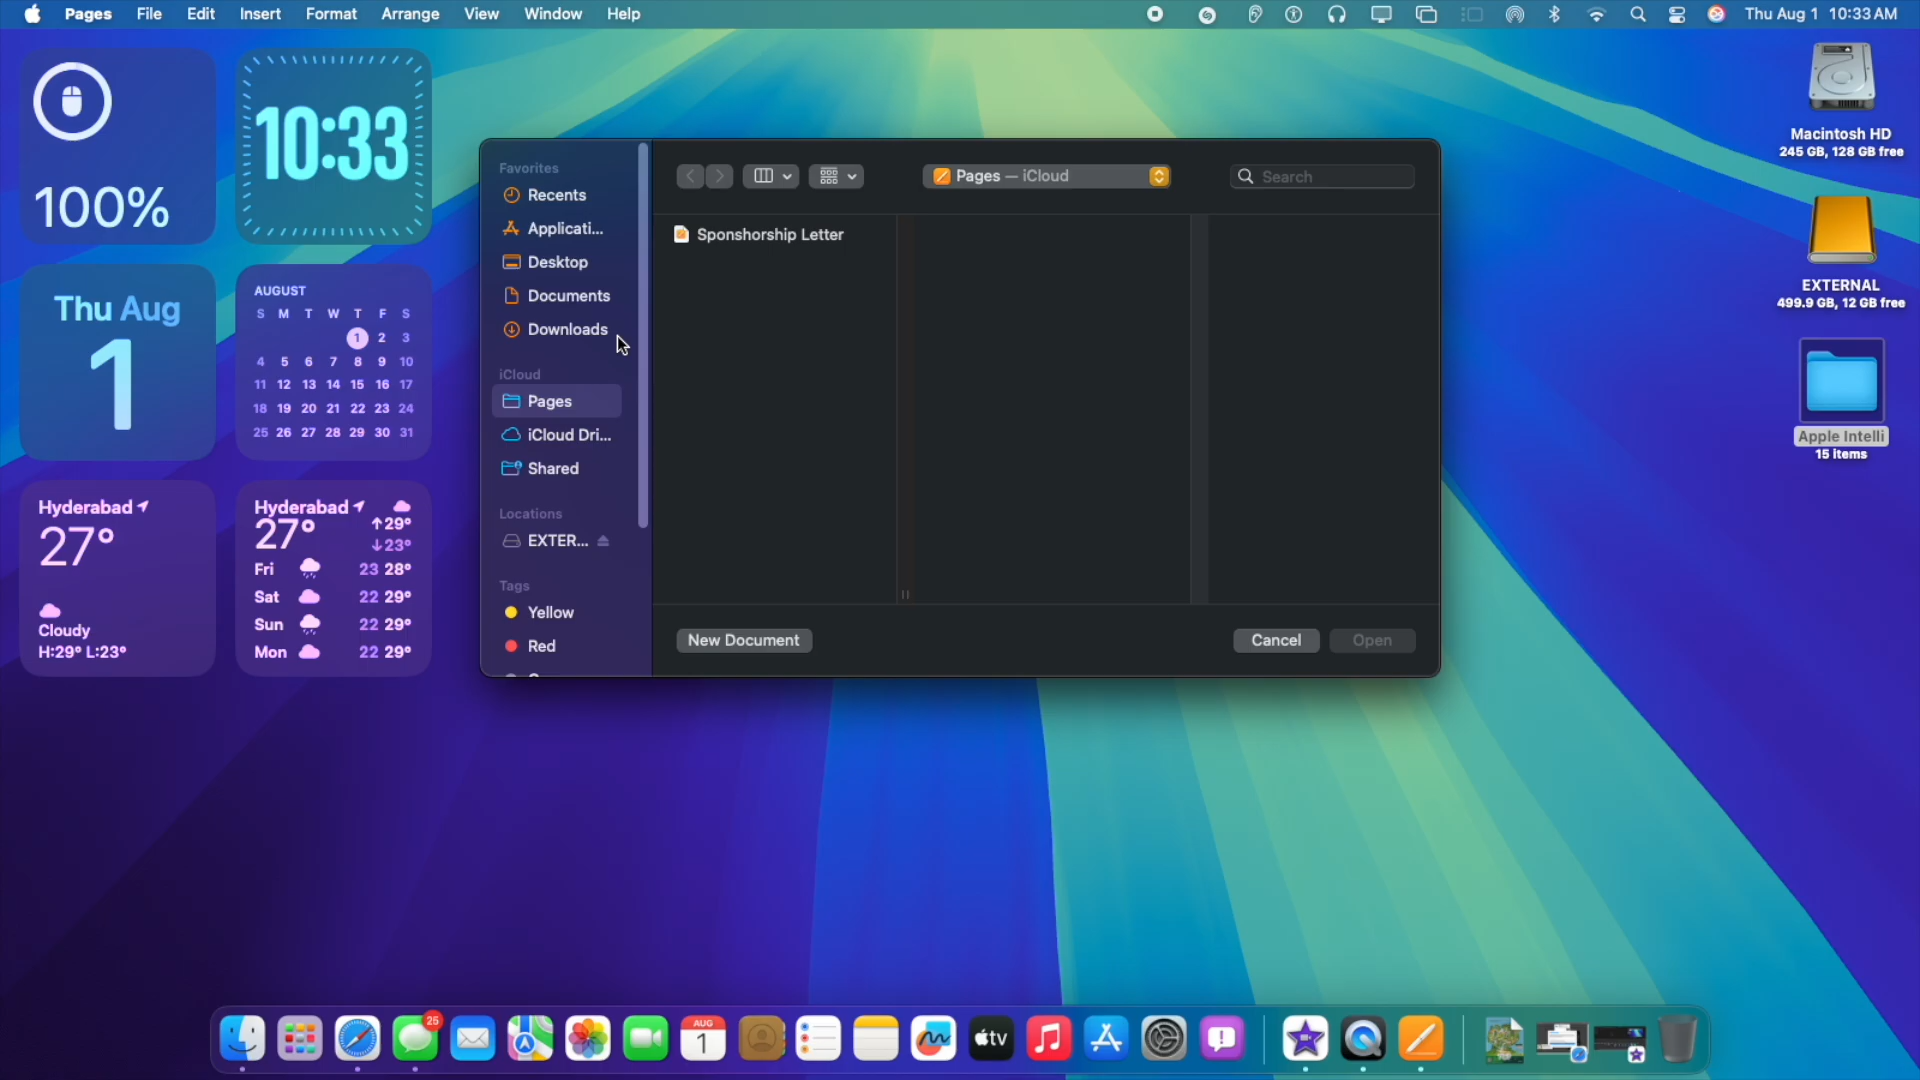 Pages File Edit Insert Format Arrange View Window Help
Thu Aug 1 10:33 AM
100%
10:33
Thu Aug
1
AUGUST
S M T W T F S
1 2 3
4 5 6 7 8 9 10
11 12 13 14 15 16 17
18 19 20 21 22 23 24
25 26 27 28 29 30 31
Hyderabad
27°
Cloudy
H:29° L:23°
Hyderabad
27° ↑29°
↓23°
Fri 23 28°
Sat 22 29°
Sun 22 29°
Mon 22 29°
Favorites
Recents
Applicati...
Desktop
Documents
Downloads
iCloud
Pages
iCloud Dri...
Shared
Locations
EXTER...
Tags
Yellow
Red
Pages — iCloud
Search
Sponshorship Letter
New Document
Cancel
Open
Macintosh HD
245 GB, 128 GB free
EXTERNAL
499.9 GB, 12 GB free
Apple Intelli
15 items
25
AUG
1
tv